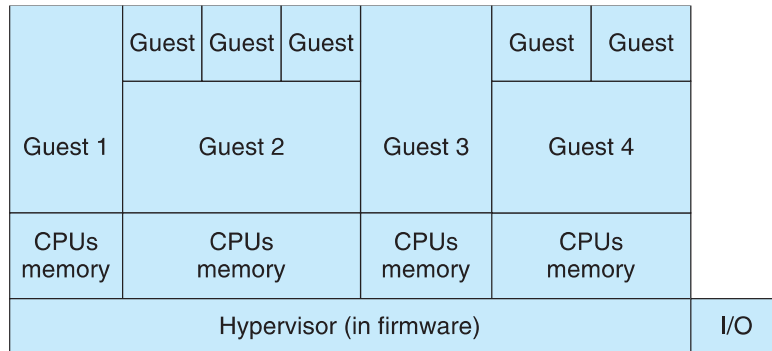 Guest Guest Guest Guest Guest
Guest 1 Guest 2 Guest 3 Guest 4
CPUs CPUs CPUs CPUs
memory memory memory memory
Hypervisor (in firmware) I/O